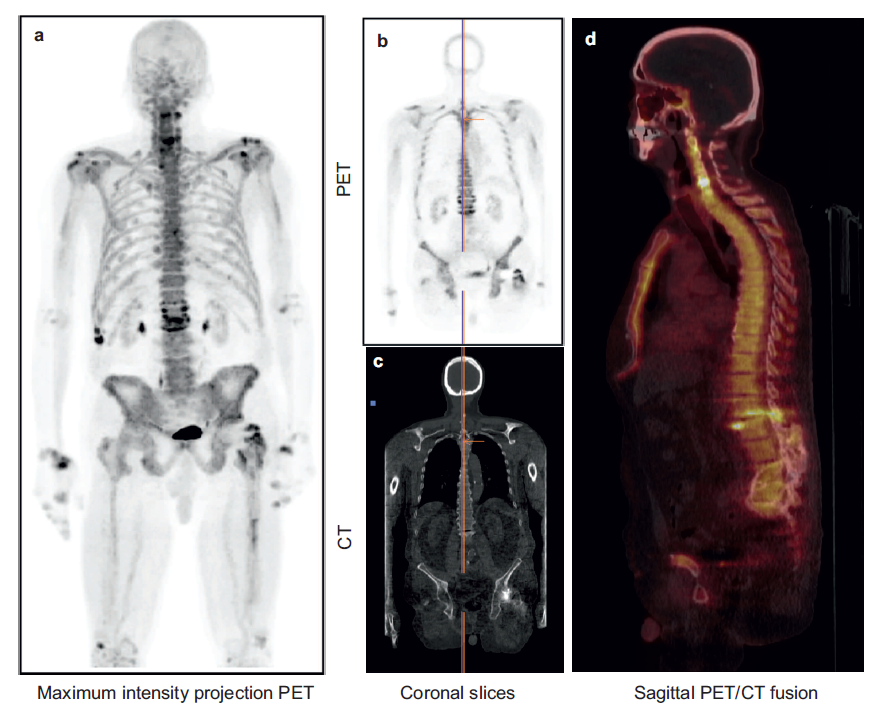 a
b
d
PET
c
CT
Maximum intensity projection PET
Coronal slices
Sagittal PET/CT fusion